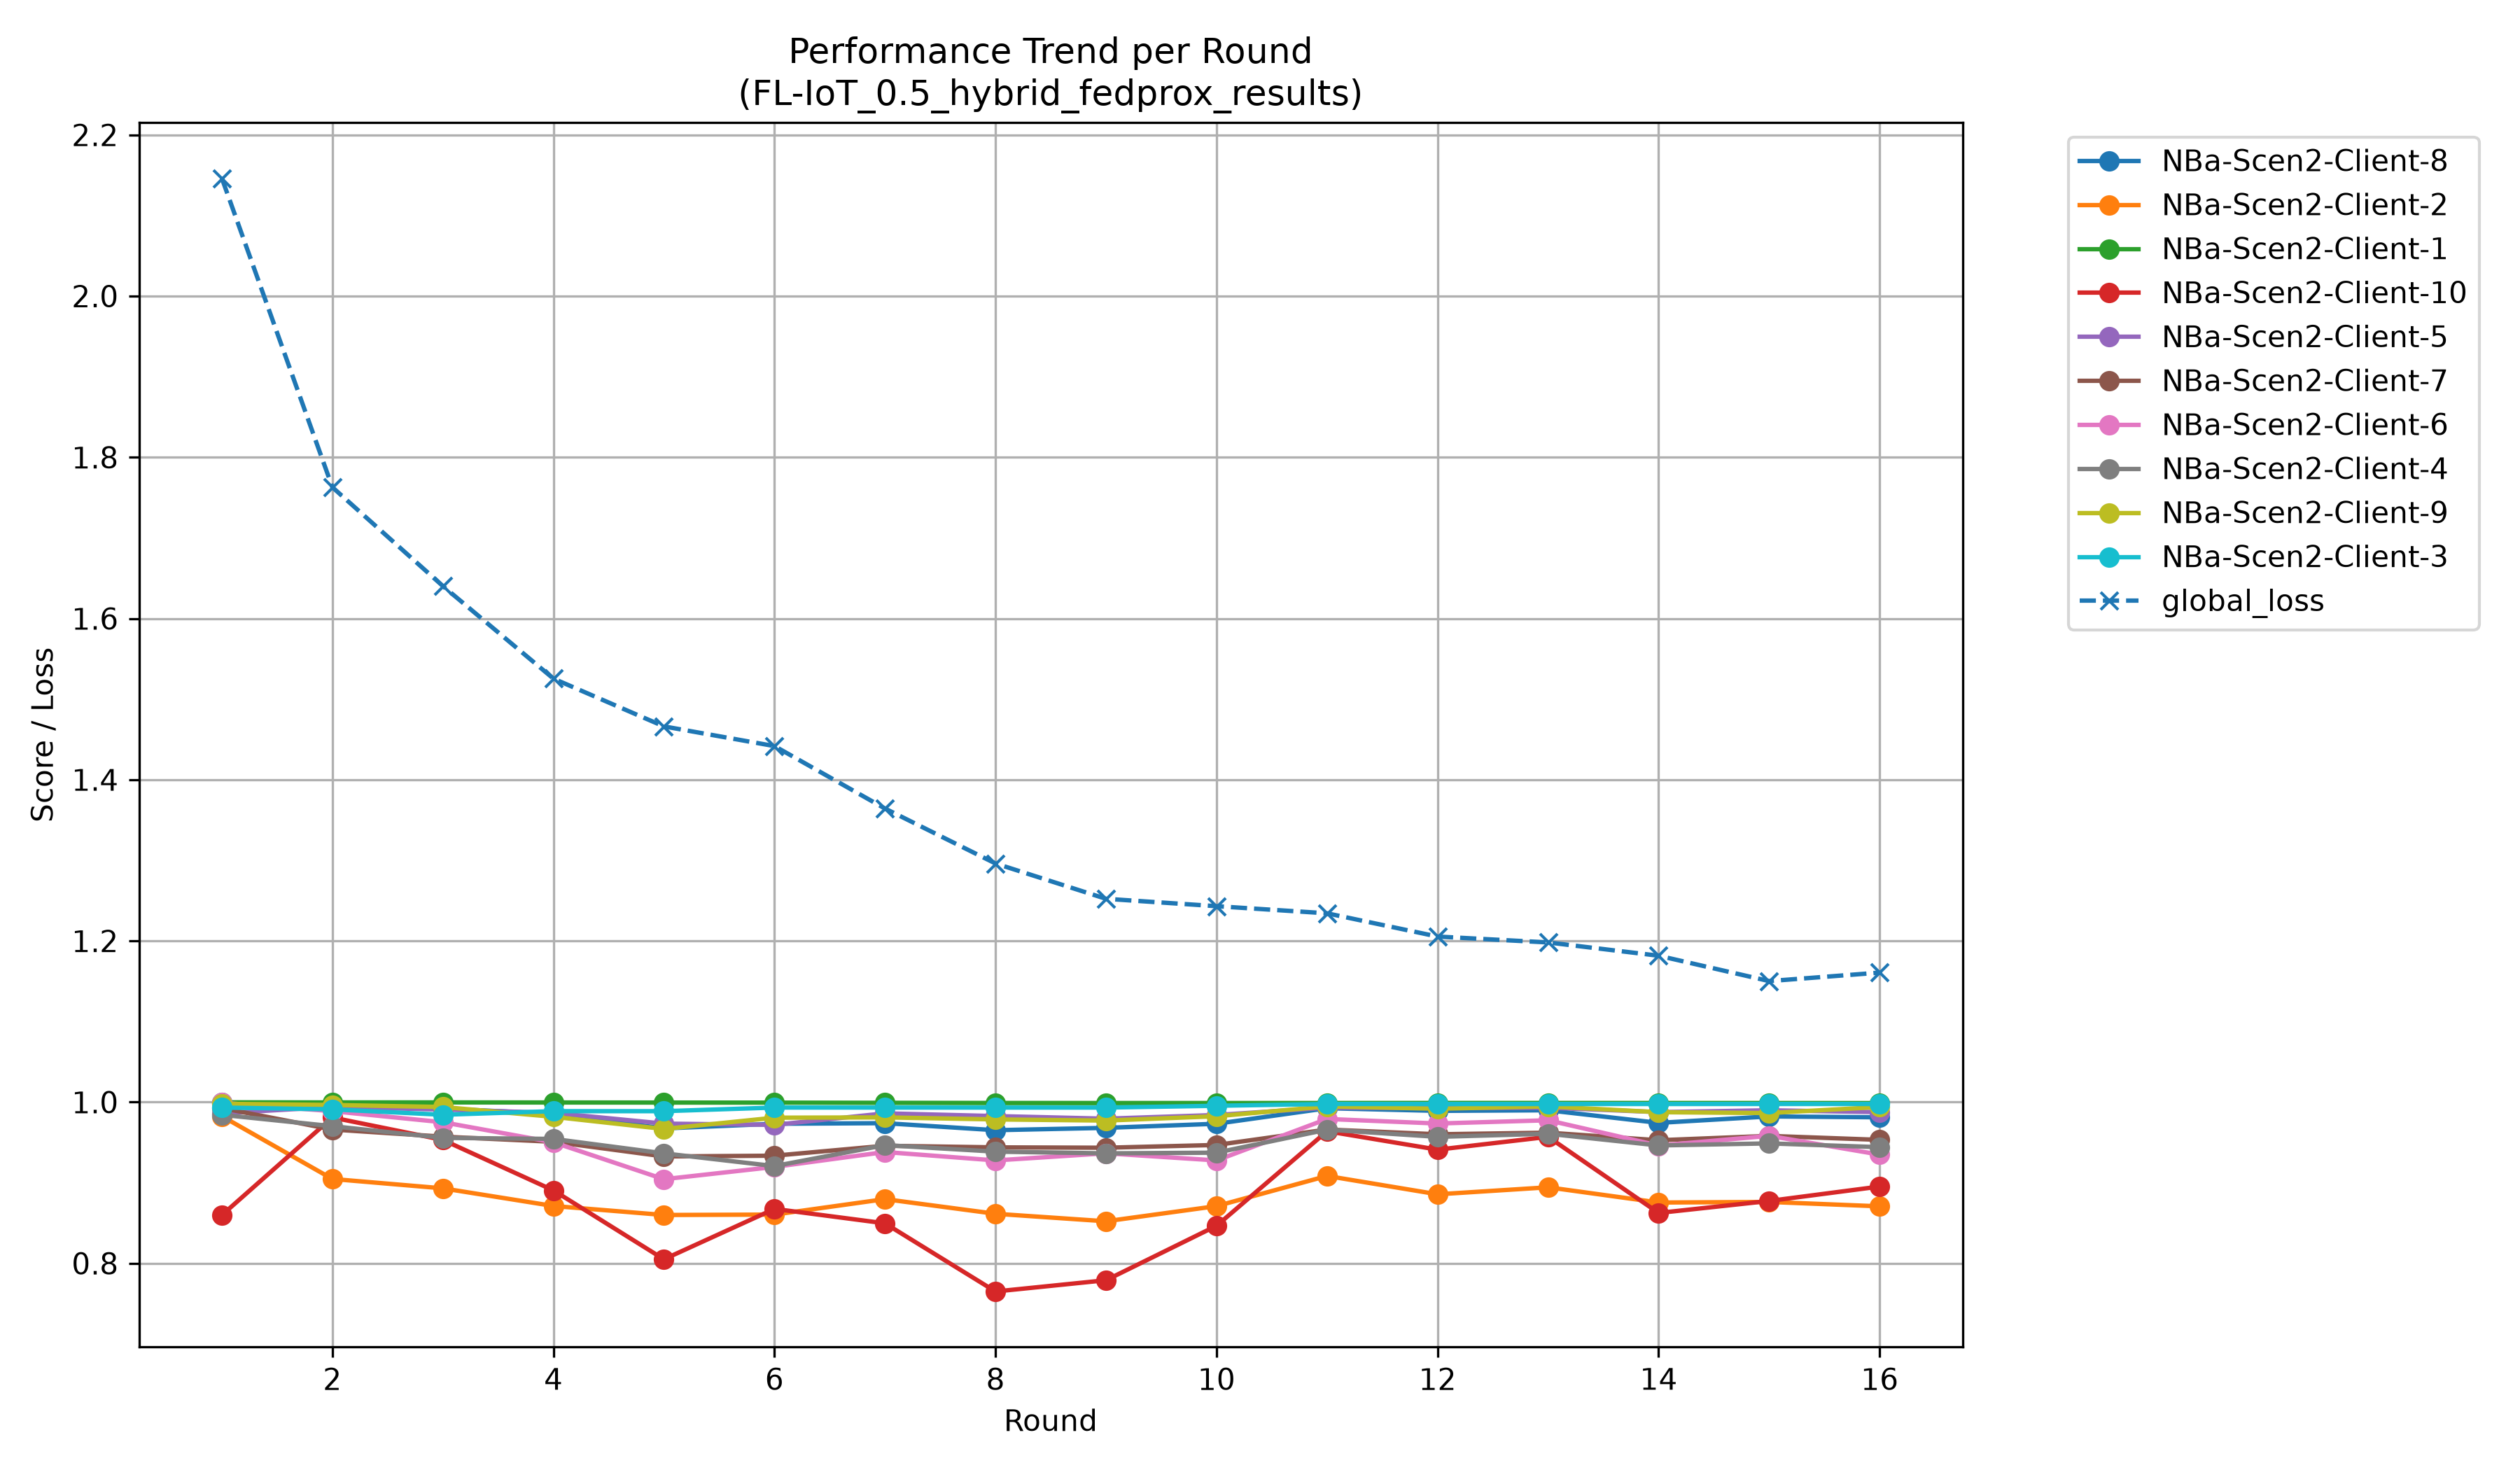 Performance Trend per Round
(FL-IoT_0.5_hybrid_fedprox_results)
2.2
2.0
1.8
1.6
1.4
1.2
1.0
0.8
Score / Loss
2 4 6 8 10 12 14 16
Round
NBa-Scen2-Client-8
NBa-Scen2-Client-2
NBa-Scen2-Client-1
NBa-Scen2-Client-10
NBa-Scen2-Client-5
NBa-Scen2-Client-7
NBa-Scen2-Client-6
NBa-Scen2-Client-4
NBa-Scen2-Client-9
NBa-Scen2-Client-3
global_loss